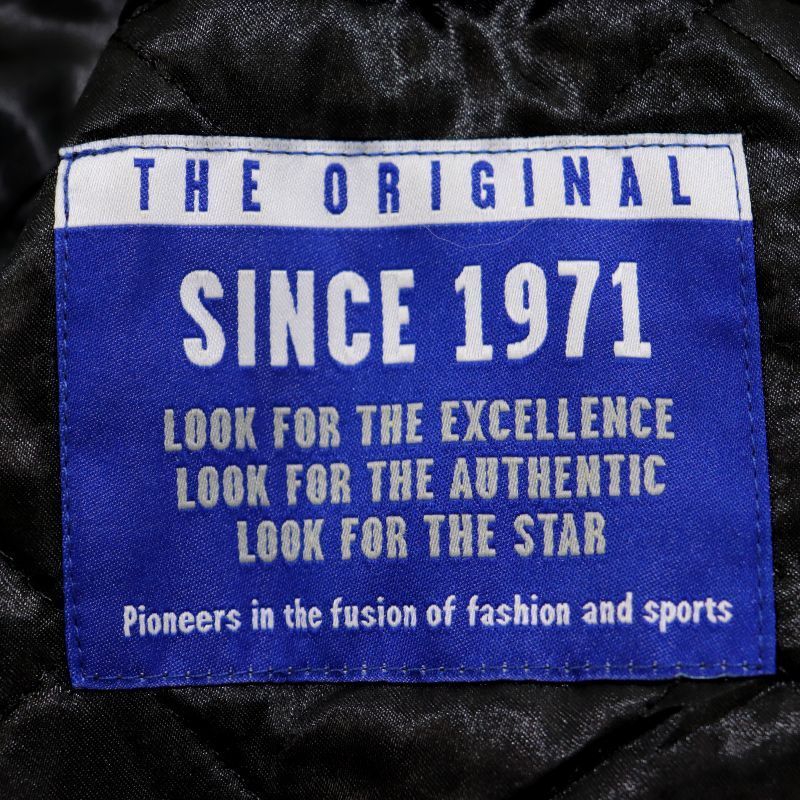 THE ORIGINAL
SINCE 1971
LOOK FOR THE EXCELLENCE
LOOK FOR THE AUTHENTIC
LOOK FOR THE STAR
Pioneers in the fusion of fashion and sports